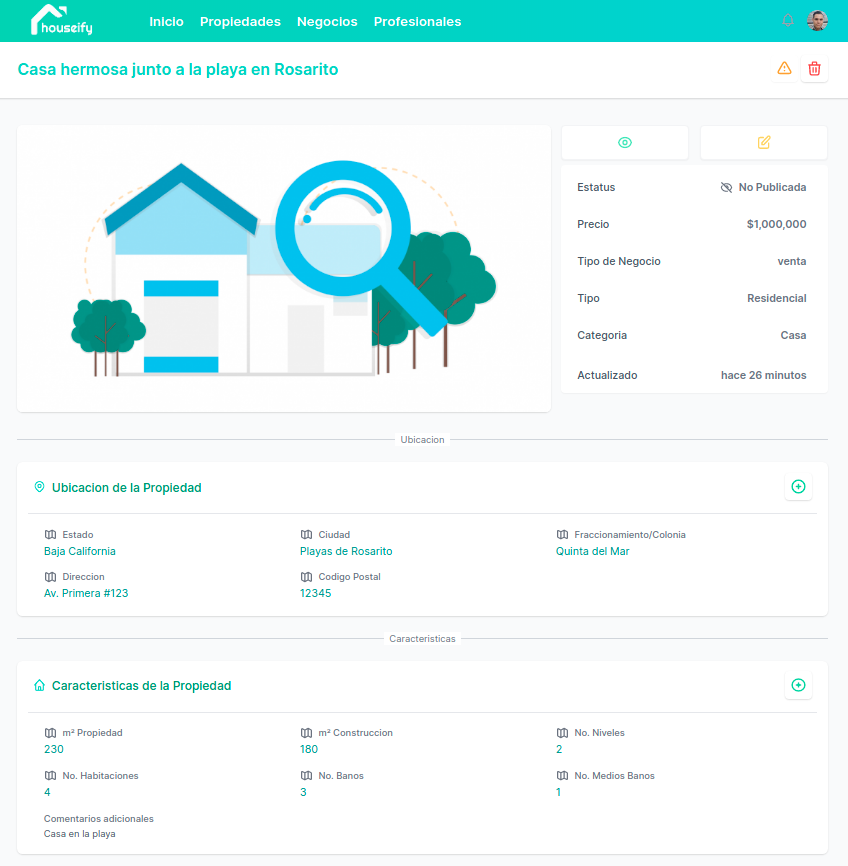 houseify
Inicio Propiedades Negocios Profesionales
Casa hermosa junto a la playa en Rosarito
Estatus No Publicada
Precio $1,000,000
Tipo de Negocio venta
Tipo Residencial
Categoria Casa
Actualizado hace 26 minutos
Ubicacion
Ubicacion de la Propiedad
Estado Ciudad Fraccionamiento/Colonia
Baja California Playas de Rosarito Quinta del Mar
Direccion Codigo Postal
Av. Primera #123 12345
Caracteristicas
Caracteristicas de la Propiedad
m² Propiedad m² Construccion No. Niveles
230 180 2
No. Habitaciones No. Banos No. Medios Banos
4 3 1
Comentarios adicionales
Casa en la playa